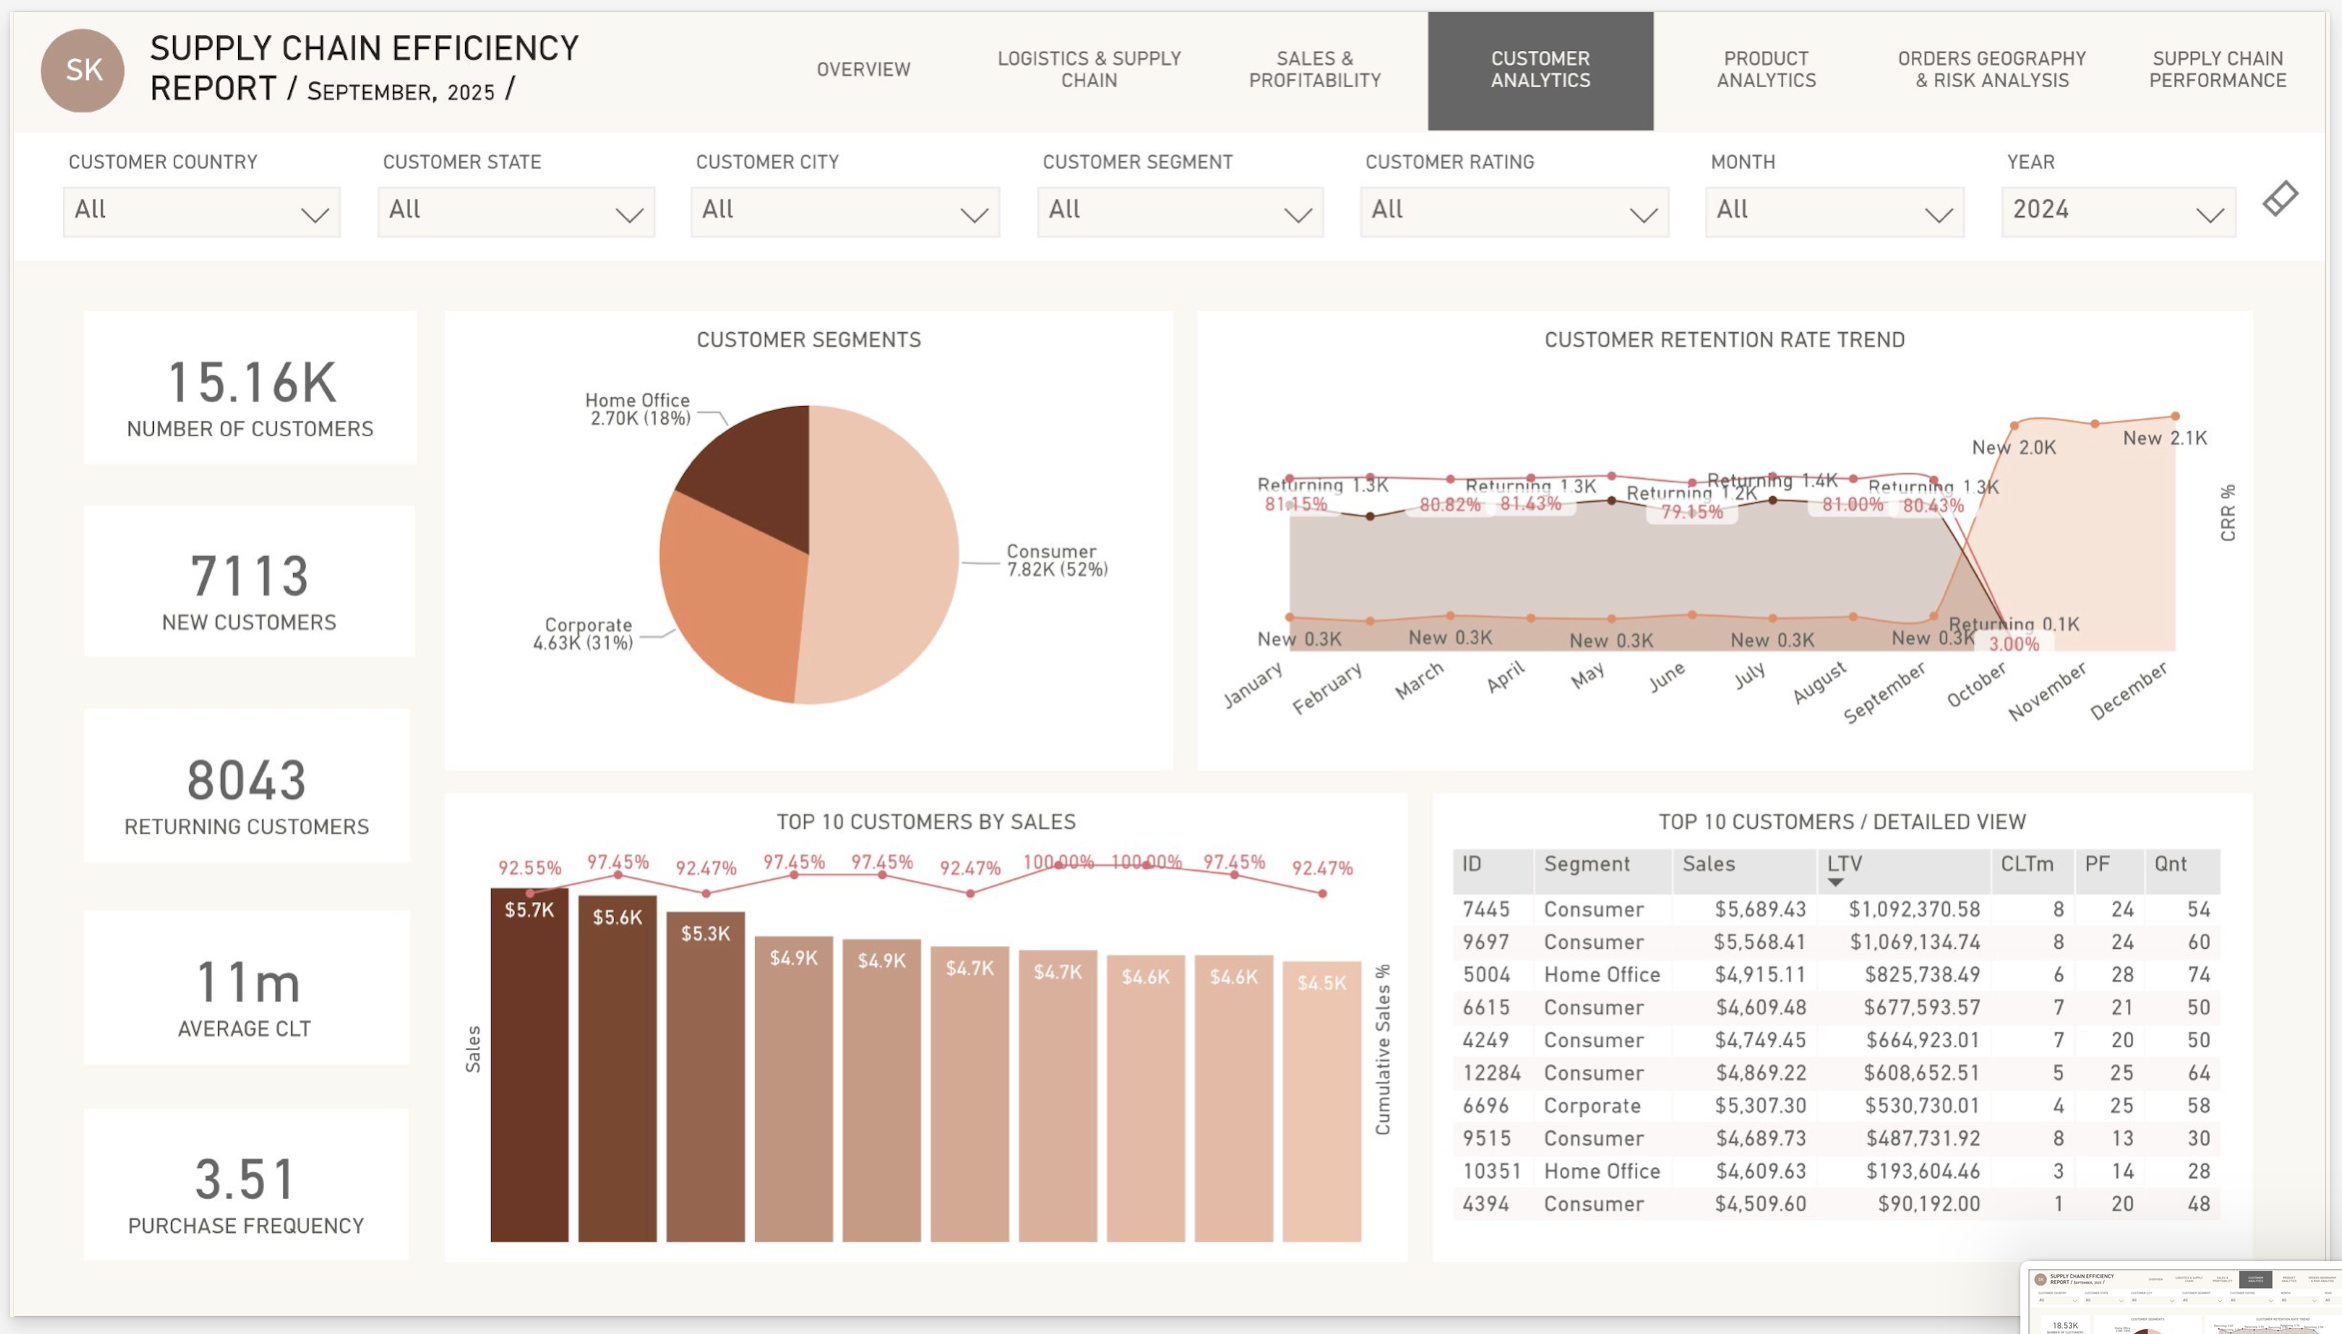 SK
SUPPLY CHAIN EFFICIENCY
REPORT / SEPTEMBER, 2025 /
OVERVIEW
LOGISTICS & SUPPLY
CHAIN
SALES &
PROFITABILITY
CUSTOMER
ANALYTICS
PRODUCT
ANALYTICS
ORDERS GEOGRAPHY
& RISK ANALYSIS
SUPPLY CHAIN
PERFORMANCE
CUSTOMER COUNTRY
All
CUSTOMER STATE
All
CUSTOMER CITY
All
CUSTOMER SEGMENT
All
CUSTOMER RATING
All
MONTH
All
YEAR
2024
15.16K
NUMBER OF CUSTOMERS
7113
NEW CUSTOMERS
8043
RETURNING CUSTOMERS
11m
AVERAGE CLT
3.51
PURCHASE FREQUENCY
CUSTOMER SEGMENTS
Home Office
2.70K (18%)
Consumer
7.82K (52%)
Corporate
4.63K (31%)
CUSTOMER RETENTION RATE TREND
New 2.0K
New 2.1K
Returning 1.3K
Returning 1.3K
Returning 1.2K
Returning 1.4K
Returning 1.3K
81.15%
80.82%
81.43%
79.15%
81.00%
80.43%
New 0.3K
New 0.3K
New 0.3K
New 0.3K
New 0.3K
Returning 0.1K
3.00%
CRR %
January
February
March
April
May
June
July
August
September
October
November
December
TOP 10 CUSTOMERS BY SALES
92.55%
97.45%
92.47%
97.45%
97.45%
92.47%
100.00%
100.00%
97.45%
92.47%
$5.7K
$5.6K
$5.3K
$4.9K
$4.9K
$4.7K
$4.7K
$4.6K
$4.6K
$4.5K
Sales
Cumulative Sales %
TOP 10 CUSTOMERS / DETAILED VIEW
ID Segment Sales LTV CLTm PF Qnt
7445 Consumer $5,689.43 $1,092,370.58 8 24 54
9697 Consumer $5,568.41 $1,069,134.74 8 24 60
5004 Home Office $4,915.11 $825,738.49 6 28 74
6615 Consumer $4,609.48 $677,593.57 7 21 50
4249 Consumer $4,749.45 $664,923.01 7 20 50
12284 Consumer $4,869.22 $608,652.51 5 25 64
6696 Corporate $5,307.30 $530,730.01 4 25 58
9515 Consumer $4,689.73 $487,731.92 8 13 30
10351 Home Office $4,609.63 $193,604.46 3 14 28
4394 Consumer $4,509.60 $90,192.00 1 20 48
SUPPLY CHAIN EFFICIENCY
REPORT / SEPTEMBER, 2025 /
18.53K